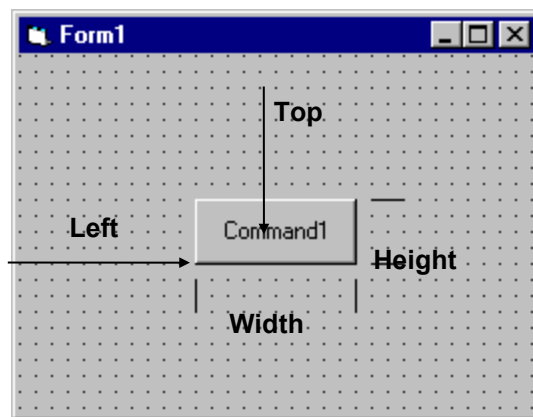 Form1
Top
Left
Command1
Height
Width